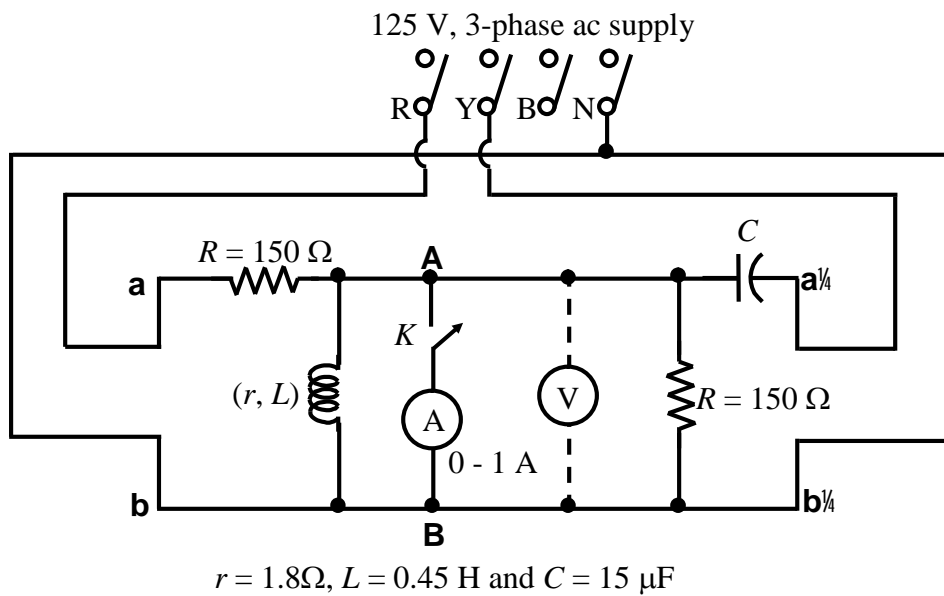 125 V, 3-phase ac supply
R Y B N
R = 150 Ω A C
a a¼
K
(r, L) A V R = 150 Ω
0 - 1 A
b b¼
B
r = 1.8Ω, L = 0.45 H and C = 15 μF